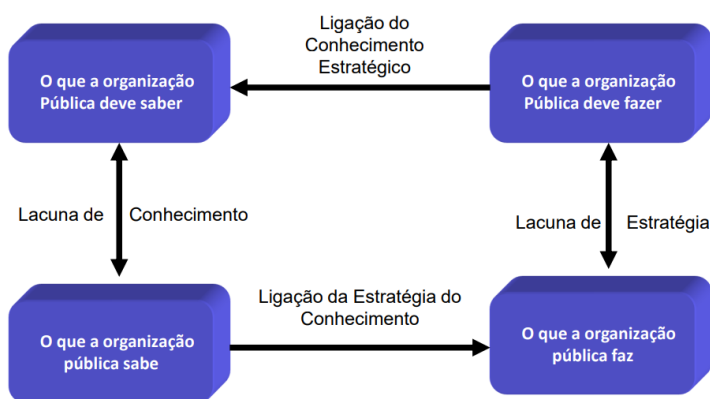 Ligação do
Conhecimento
Estratégico
O que a organização
Pública deve saber
O que a organização
Pública deve fazer
Lacuna de Conhecimento
Lacuna de Estratégia
Ligação da Estratégia do
Conhecimento
O que a organização
pública sabe
O que a organização
pública faz